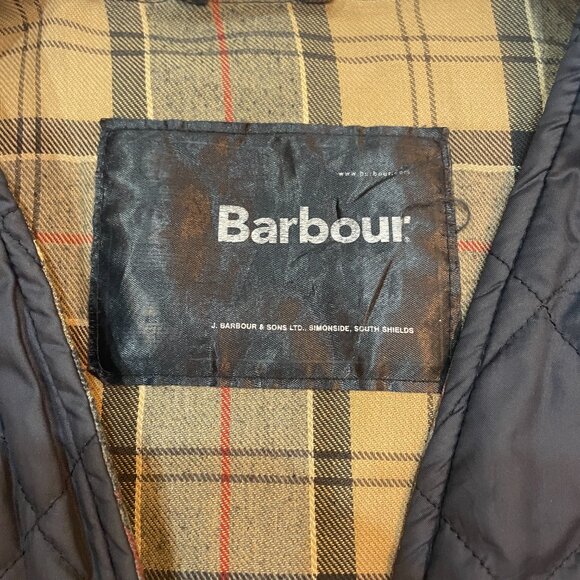 www.barbour.com
Barbour
J. BARBOUR & SONS LTD., SIMONSIDE, SOUTH SHIELDS